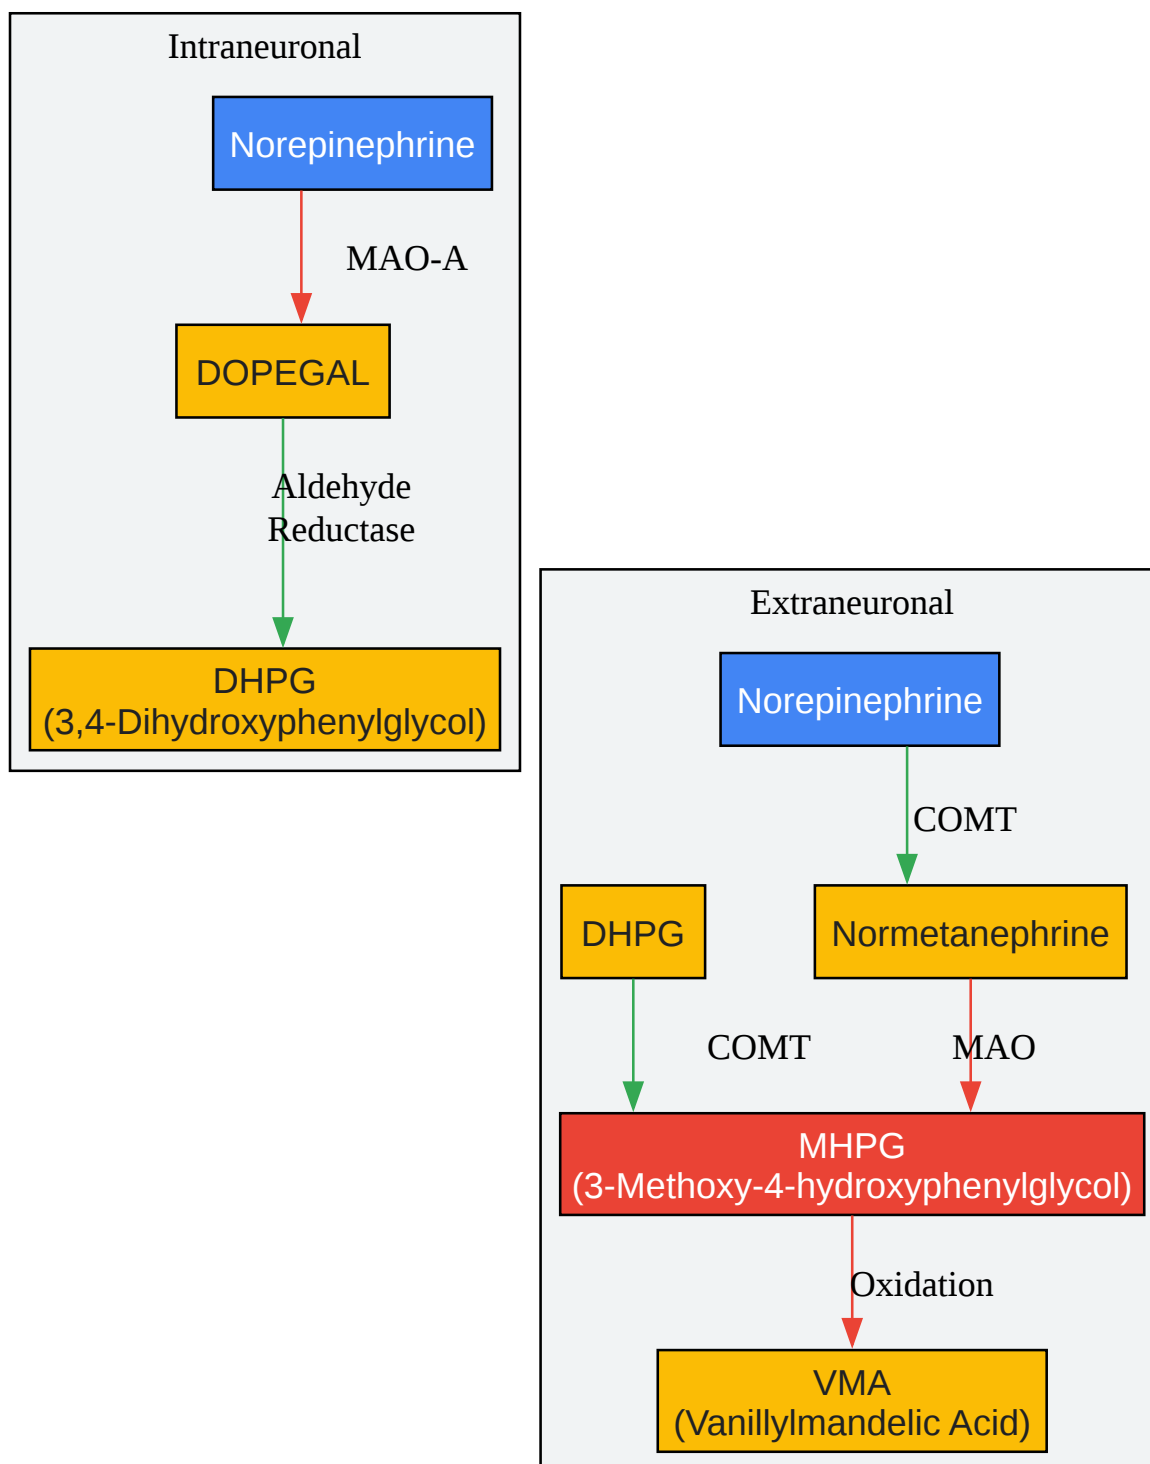 Intraneuronal
Norepinephrine
MAO-A
DOPEGAL
Aldehyde
Reductase
DHPG
(3,4-Dihydroxyphenylglycol)
Extraneuronal
Norepinephrine
COMT
DHPG
Normetanephrine
COMT
MAO
MHPG
(3-Methoxy-4-hydroxyphenylglycol)
Oxidation
VMA
(Vanillylmandelic Acid)